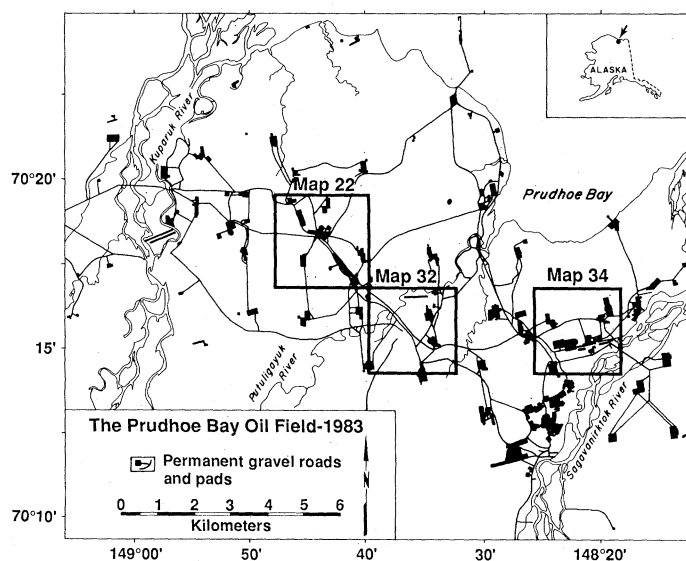 ALASKA
Kuparuk River
70°20'
Map 22
Prudhoe Bay
Map 32
Map 34
15'
Putuligayuk
River
Sagavanirktok River
The Prudhoe Bay Oil Field-1983
Permanent gravel roads
and pads
N
0 1 2 3 4 5 6
Kilometers
70°10'
149°00' 50' 40' 30' 148°20'